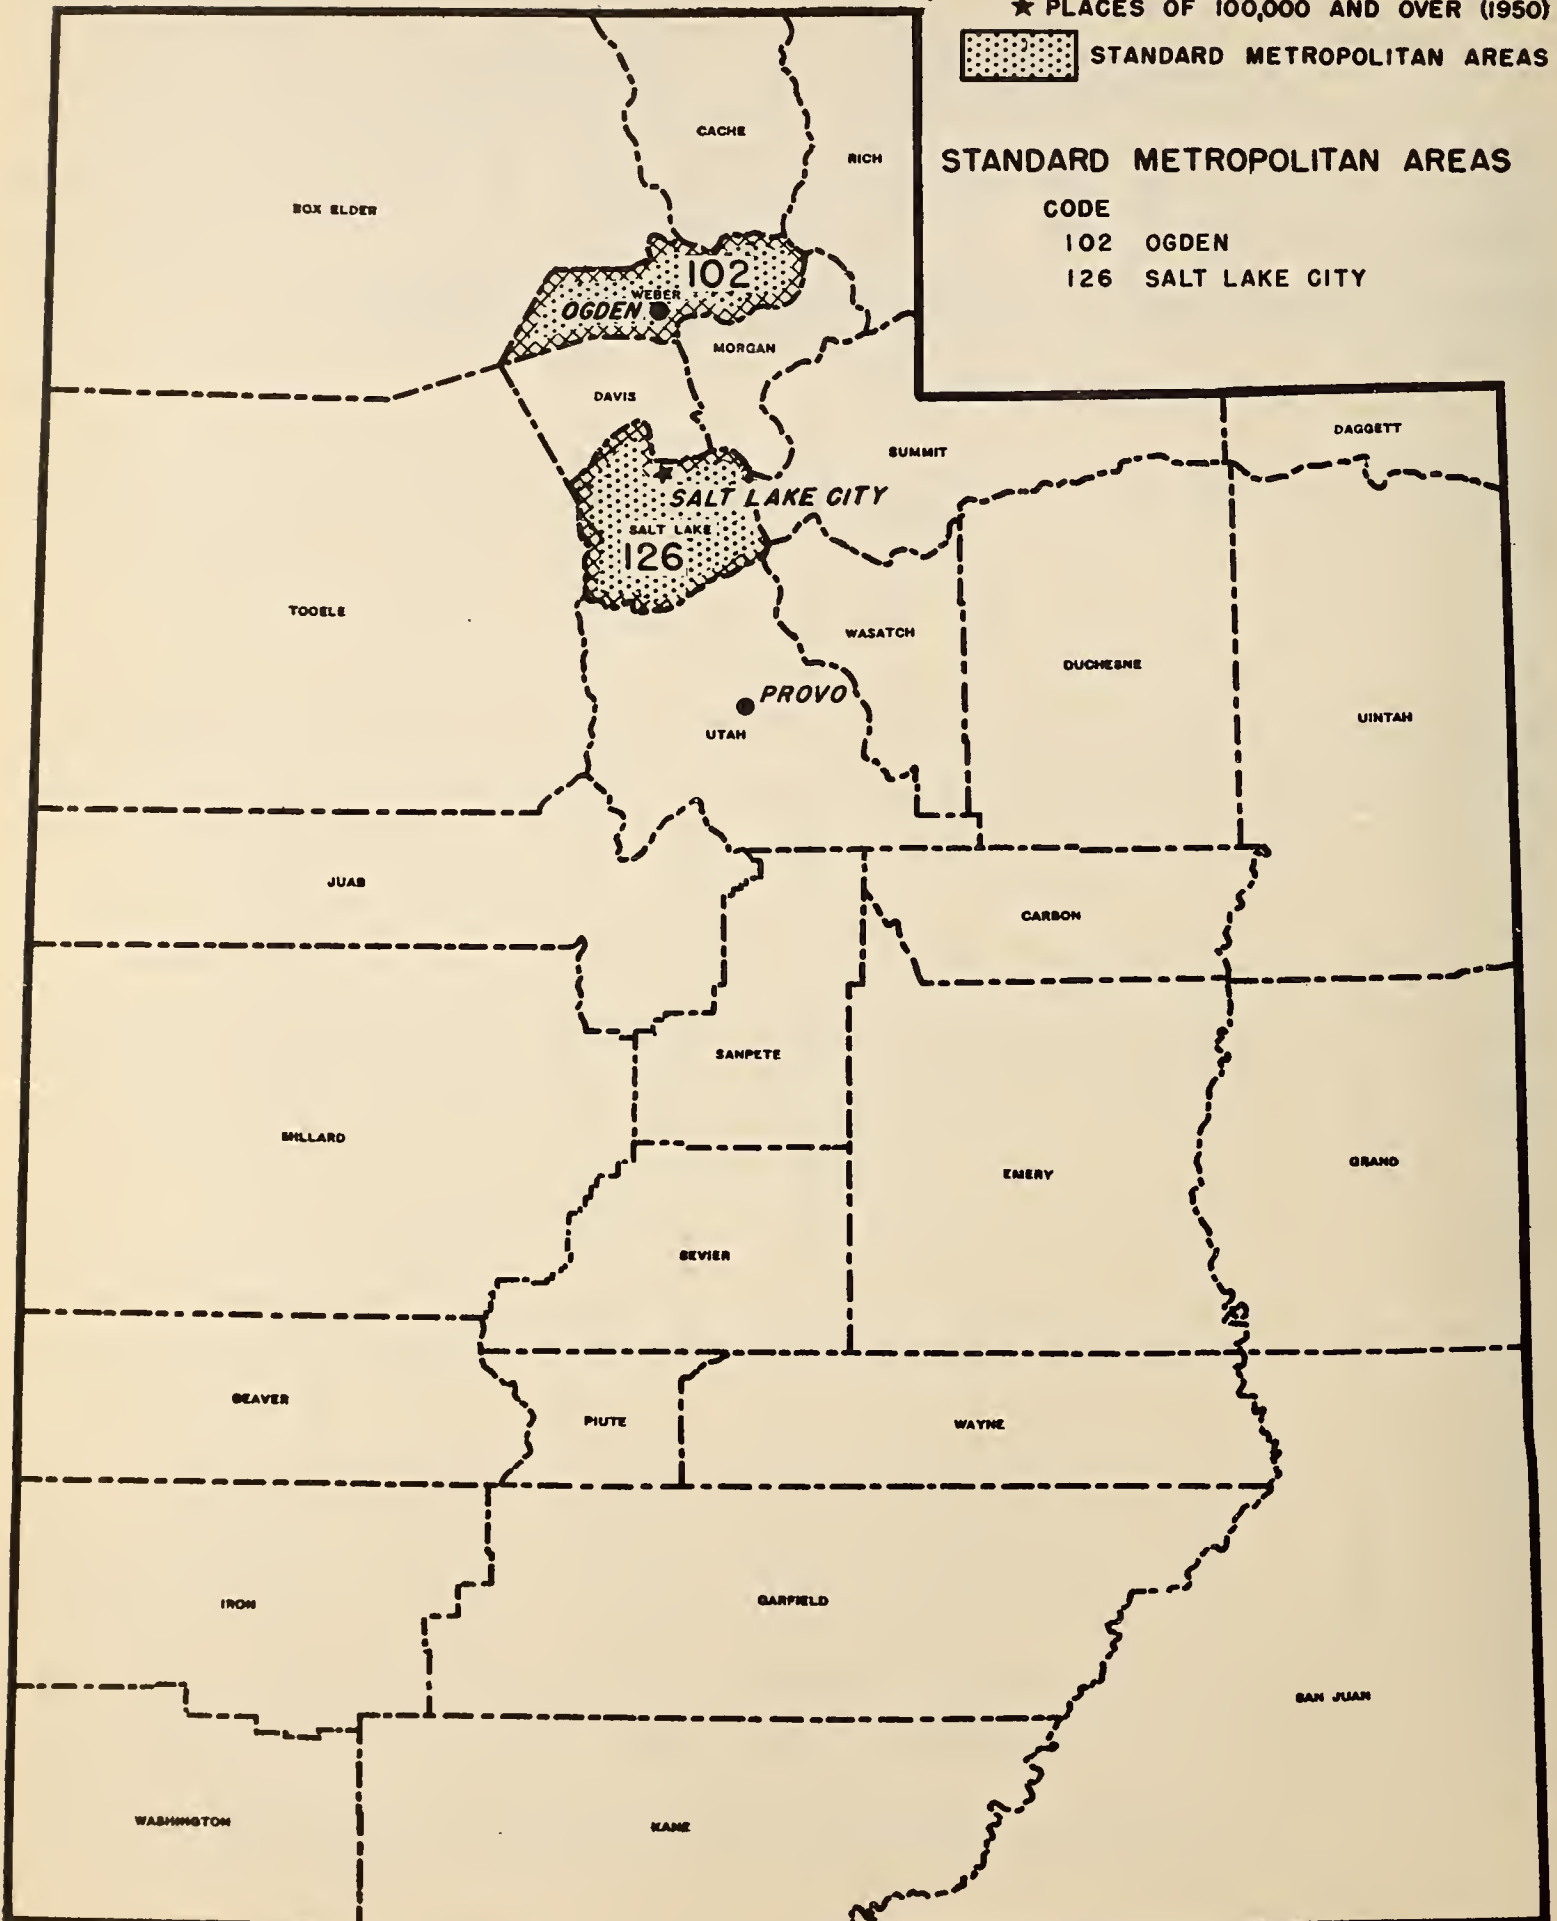 ★ PLACES OF 100,000 AND OVER (1950)
STANDARD METROPOLITAN AREAS
STANDARD METROPOLITAN AREAS
CODE
102 OGDEN
126 SALT LAKE CITY
CACHE
RICH
BOX ELDER
102
WEBER
OGDEN
MORGAN
DAVIS
DAGGETT
SUMMIT
SALT LAKE CITY
SALT LAKE
126
TOOELE
WASATCH
DUCHESNE
PROVO
UINTAH
UTAH
JUAB
CARBON
SANPETE
MILLARD
GRAND
EMERY
SEVIER
BEAVER
PIUTE
WAYNE
GARFIELD
IRON
SAN JUAN
WASHINGTON
KANE